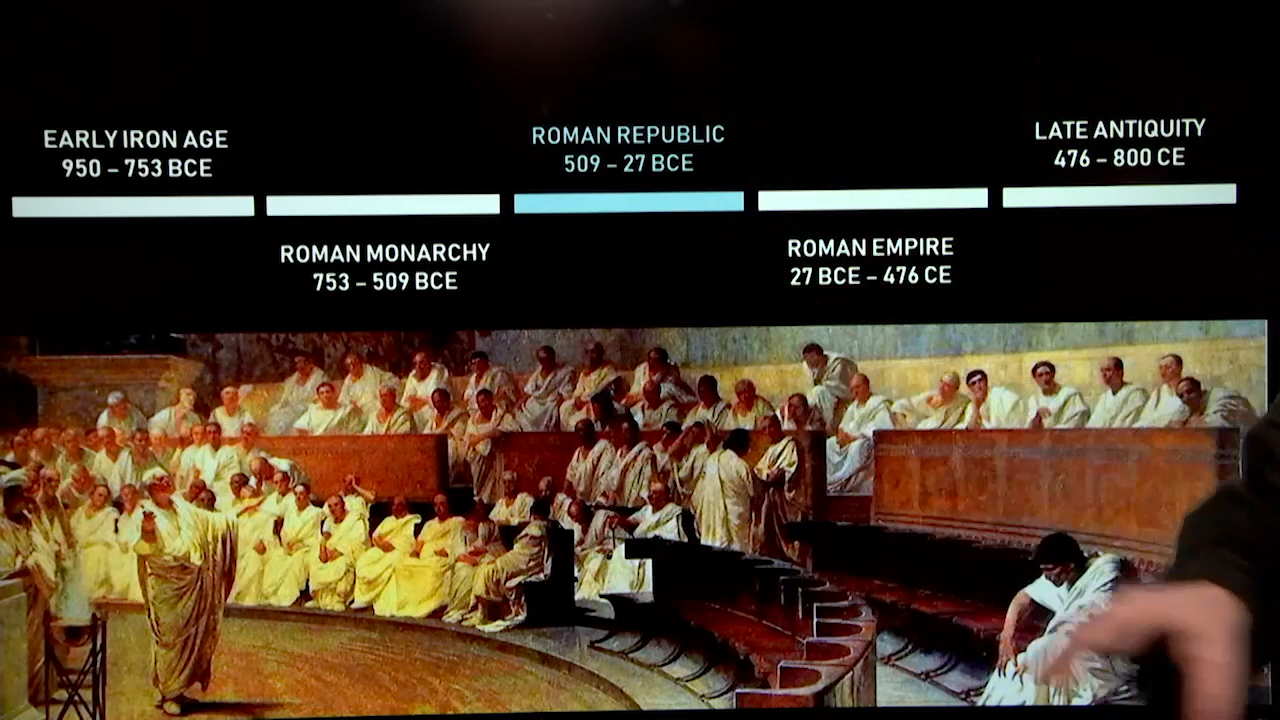 EARLY IRON AGE
950 – 753 BCE
ROMAN MONARCHY
753 – 509 BCE
ROMAN REPUBLIC
509 – 27 BCE
ROMAN EMPIRE
27 BCE – 476 CE
LATE ANTIQUITY
476 – 800 CE